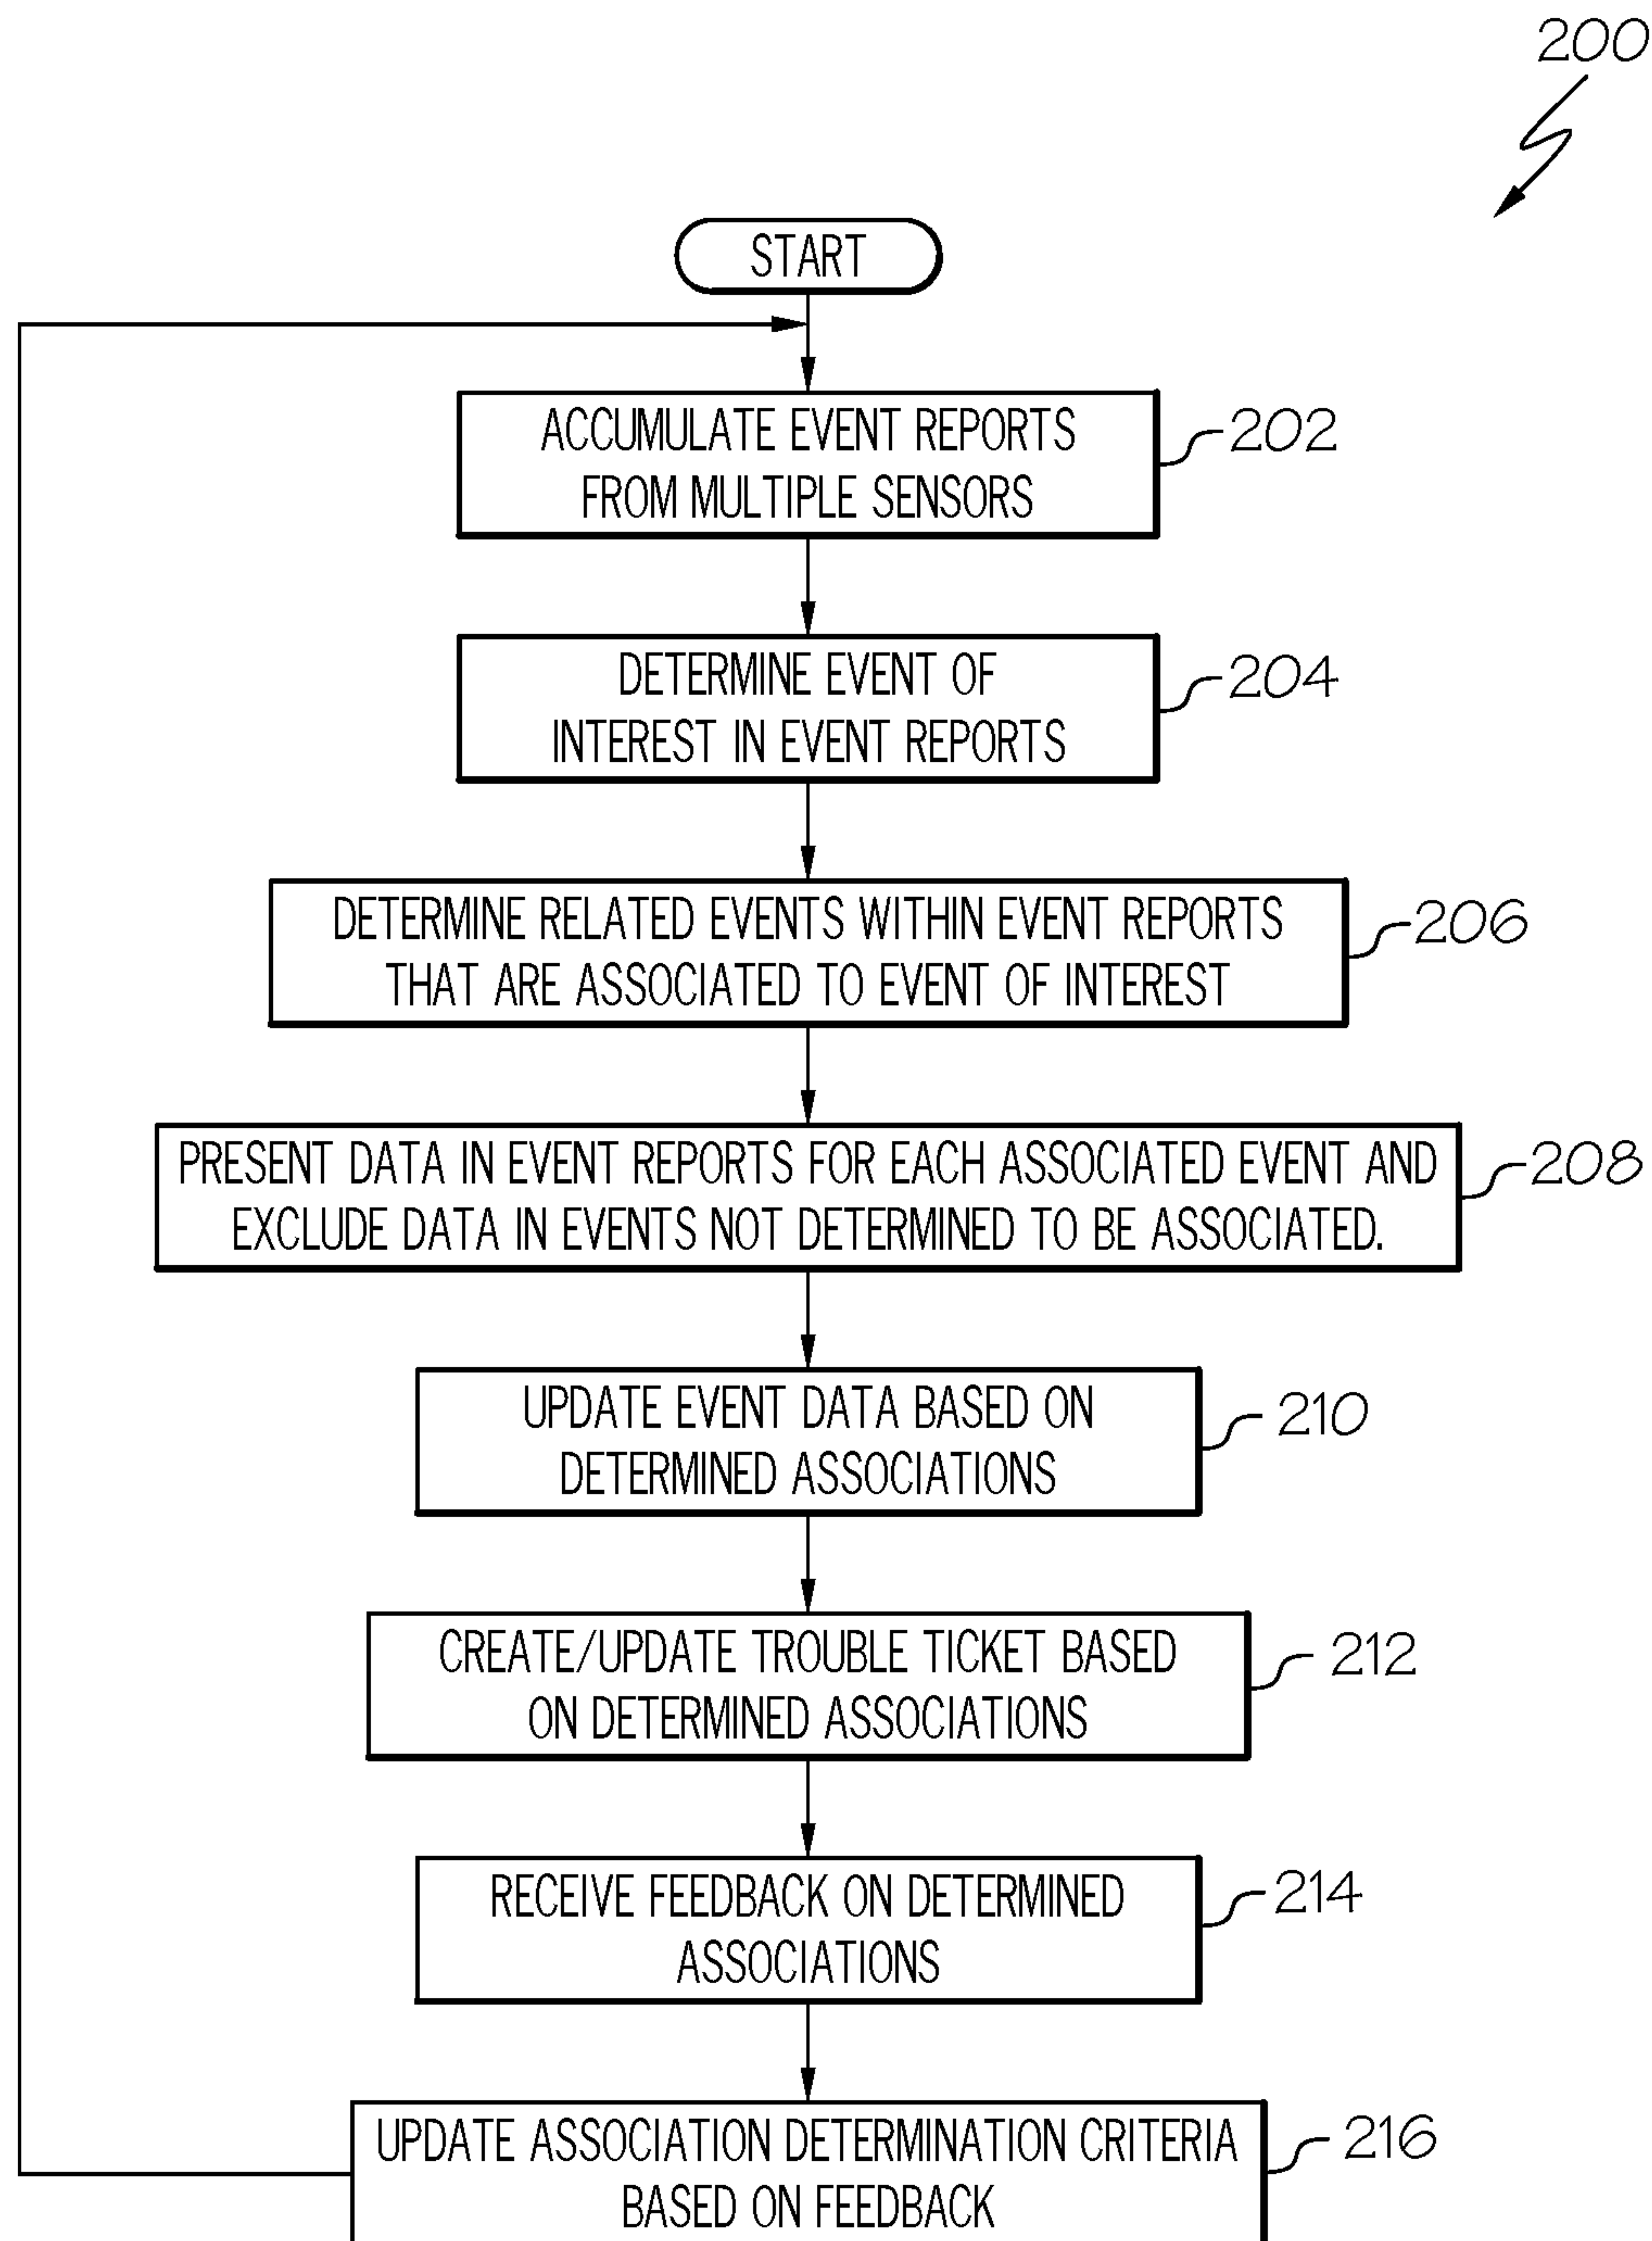 200
START
ACCUMULATE EVENT REPORTS
FROM MULTIPLE SENSORS
202
DETERMINE EVENT OF
INTEREST IN EVENT REPORTS
204
DETERMINE RELATED EVENTS WITHIN EVENT REPORTS
THAT ARE ASSOCIATED TO EVENT OF INTEREST
206
PRESENT DATA IN EVENT REPORTS FOR EACH ASSOCIATED EVENT AND
EXCLUDE DATA IN EVENTS NOT DETERMINED TO BE ASSOCIATED.
208
UPDATE EVENT DATA BASED ON
DETERMINED ASSOCIATIONS
210
CREATE/UPDATE TROUBLE TICKET BASED
ON DETERMINED ASSOCIATIONS
212
RECEIVE FEEDBACK ON DETERMINED
ASSOCIATIONS
214
UPDATE ASSOCIATION DETERMINATION CRITERIA
BASED ON FEEDBACK
216